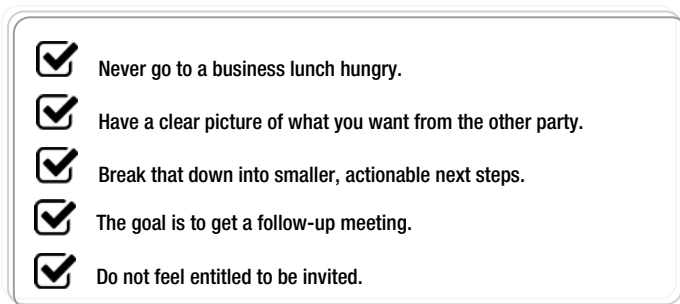 Never go to a business lunch hungry.
Have a clear picture of what you want from the other party.
Break that down into smaller, actionable next steps.
The goal is to get a follow-up meeting.
Do not feel entitled to be invited.